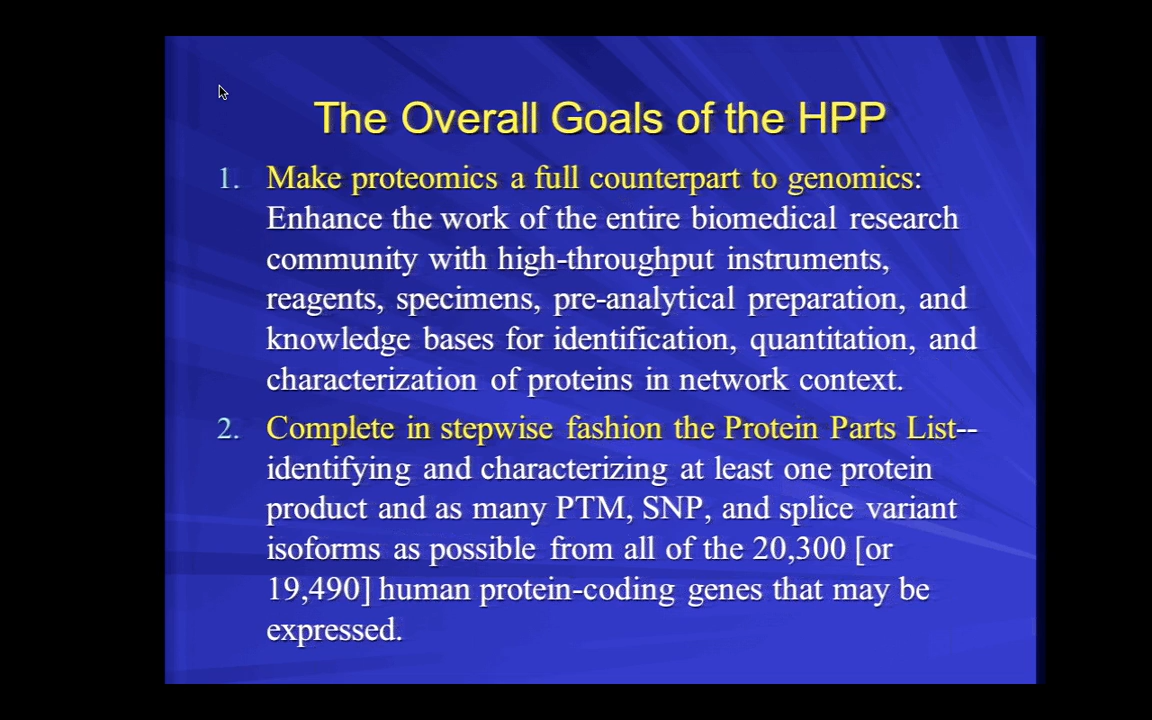 The Overall Goals of the HPP
1. Make proteomics a full counterpart to genomics:
Enhance the work of the entire biomedical research
community with high-throughput instruments,
reagents, specimens, pre-analytical preparation, and
knowledge bases for identification, quantitation, and
characterization of proteins in network context.
2. Complete in stepwise fashion the Protein Parts List--
identifying and characterizing at least one protein
product and as many PTM, SNP, and splice variant
isoforms as possible from all of the 20,300 [or
19,490] human protein-coding genes that may be
expressed.